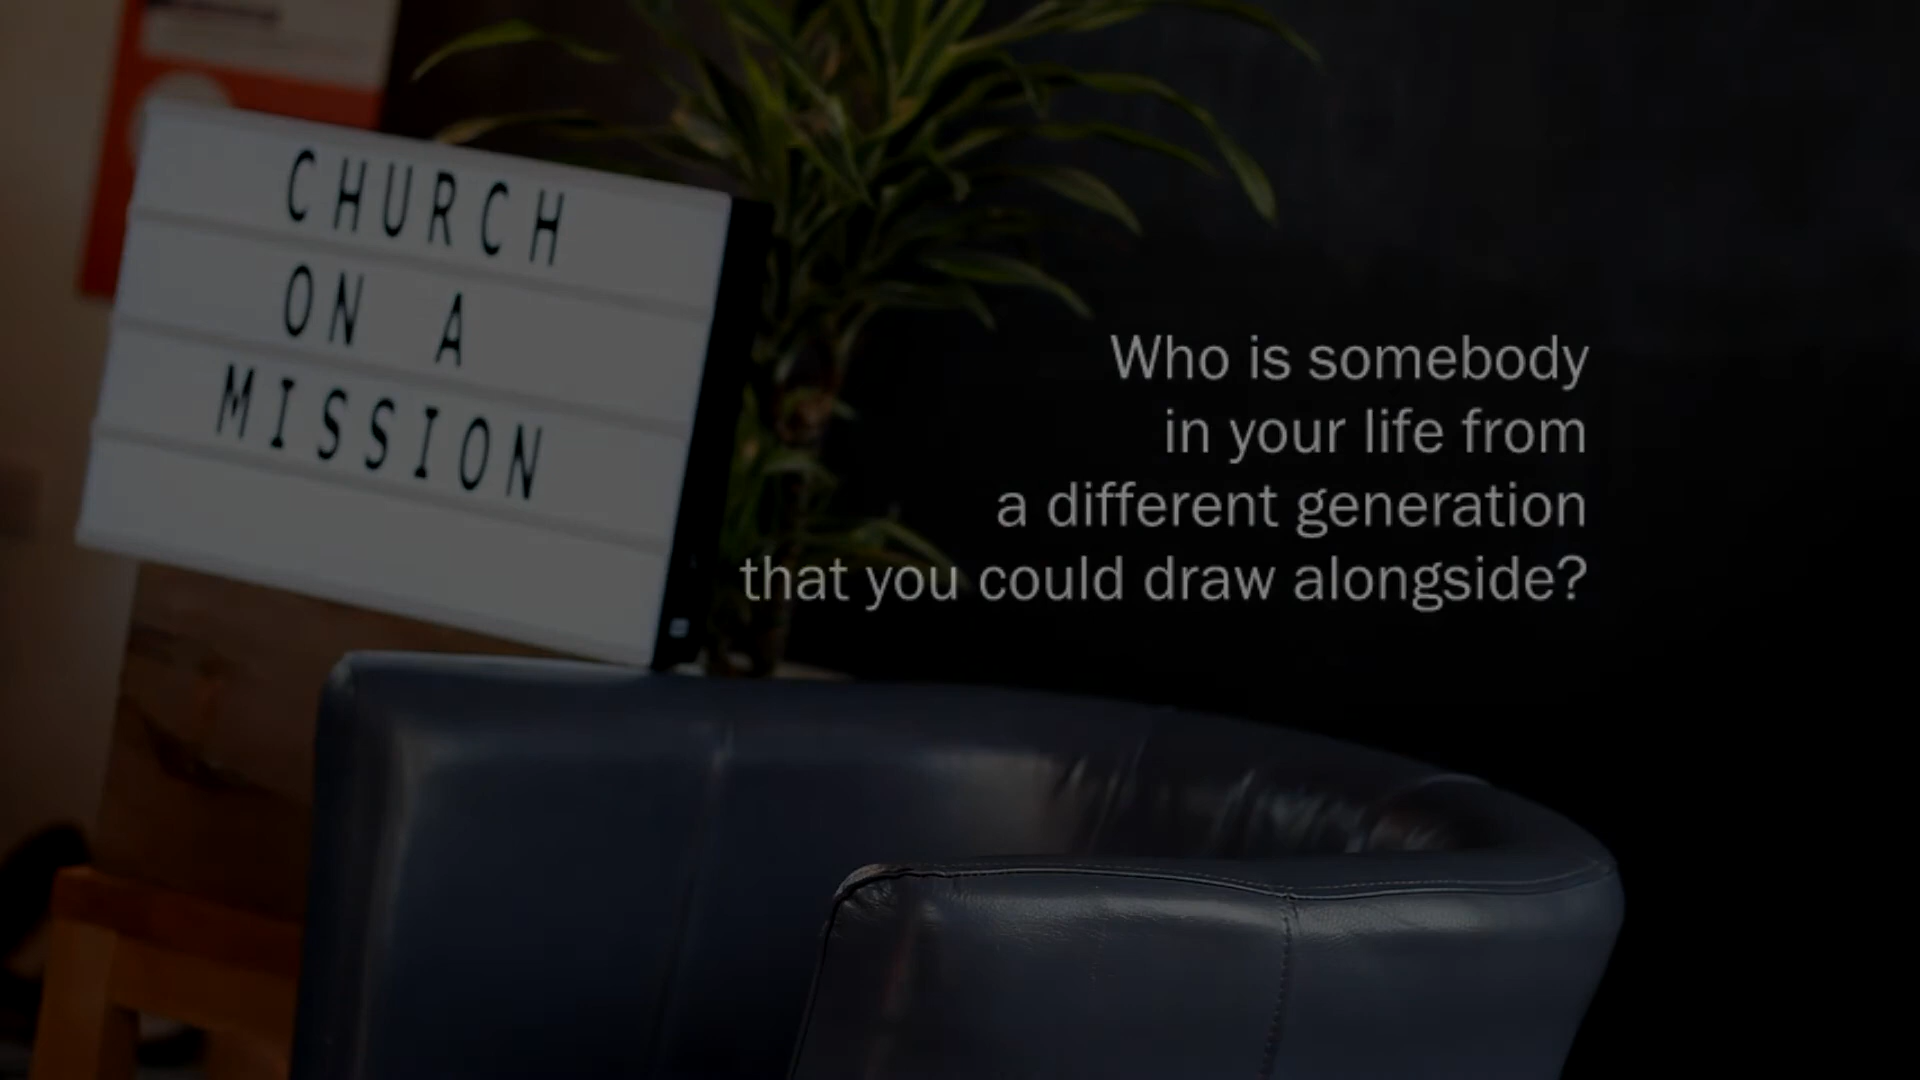 CHURCH
ON A
MISSION
Who is somebody
in your life from
a different generation
that you could draw alongside?